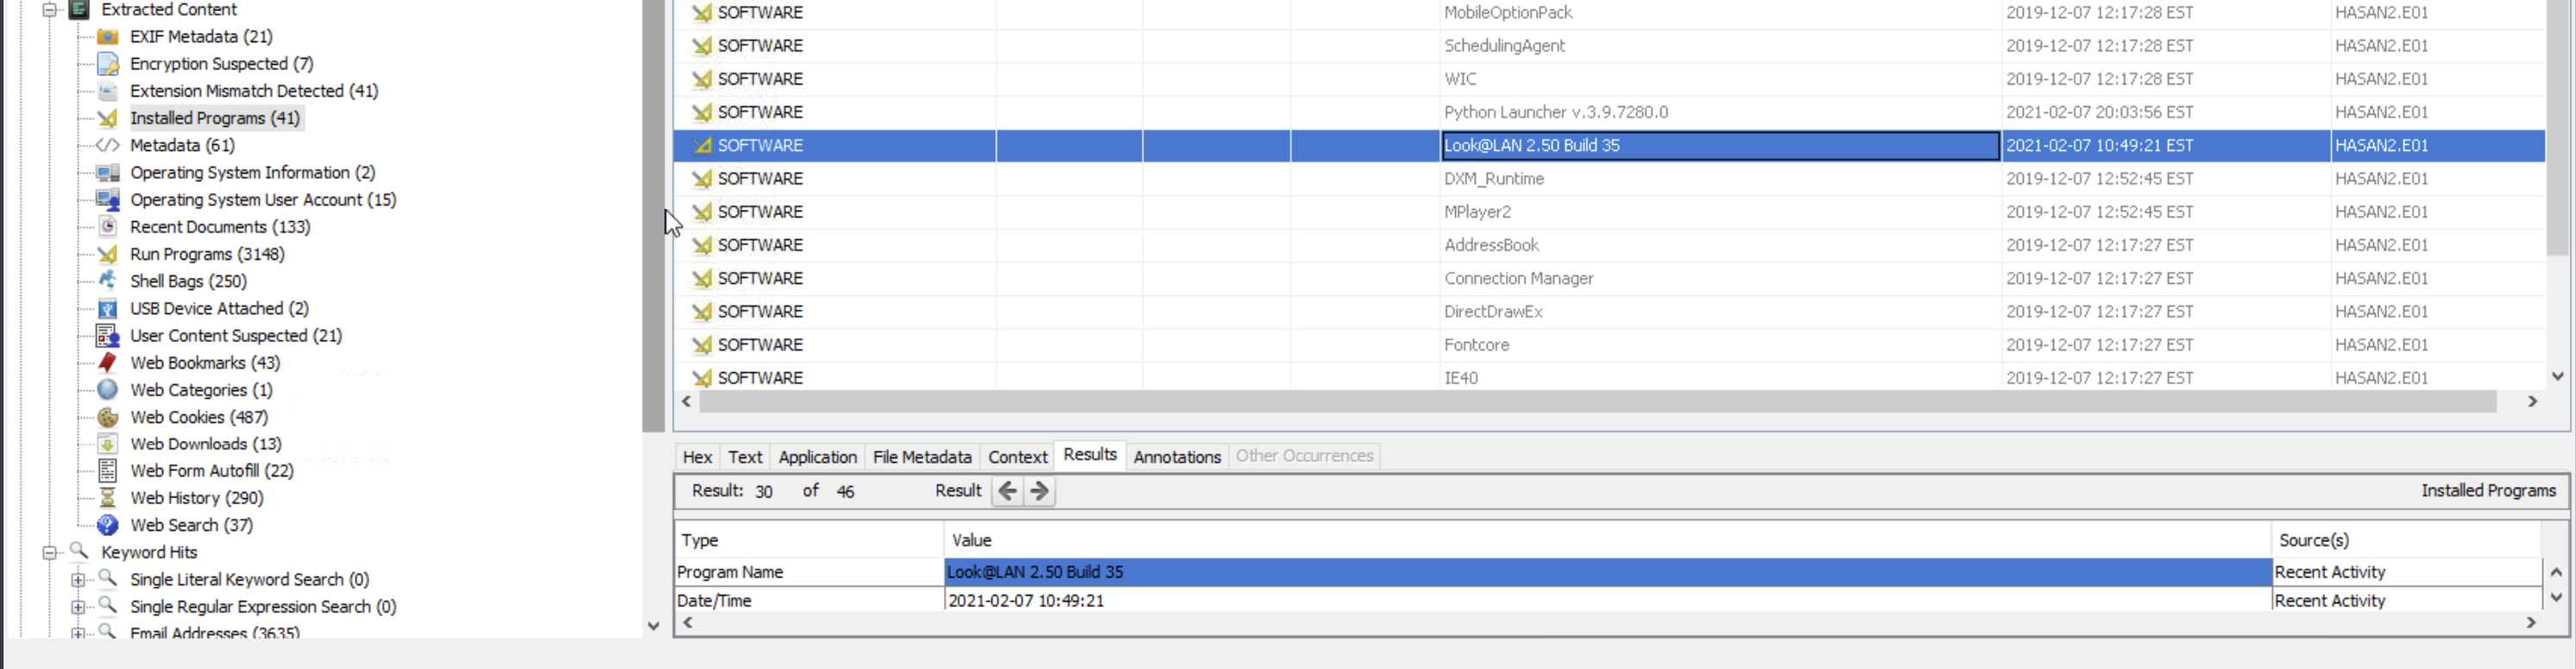 Extracted Content
EXIF Metadata (21)
Encryption Suspected (7)
Extension Mismatch Detected (41)
Installed Programs (41)
Metadata (61)
Operating System Information (2)
Operating System User Account (15)
Recent Documents (133)
Run Programs (3148)
Shell Bags (250)
USB Device Attached (2)
User Content Suspected (21)
Web Bookmarks (43)
Web Categories (1)
Web Cookies (487)
Web Downloads (13)
Web Form Autofill (22)
Web History (290)
Web Search (37)
Keyword Hits
Single Literal Keyword Search (0)
Single Regular Expression Search (0)
Email Addresses (3635)
SOFTWARE MobileOptionPack 2019-12-07 12:17:28 EST HASAN2.E01
SOFTWARE SchedulingAgent 2019-12-07 12:17:28 EST HASAN2.E01
SOFTWARE WIC 2019-12-07 12:17:28 EST HASAN2.E01
SOFTWARE Python Launcher v.3.9.7280.0 2021-02-07 20:03:56 EST HASAN2.E01
SOFTWARE Look@LAN 2.50 Build 35 2021-02-07 10:49:21 EST HASAN2.E01
SOFTWARE DXM_Runtime 2019-12-07 12:52:45 EST HASAN2.E01
SOFTWARE MPlayer2 2019-12-07 12:52:45 EST HASAN2.E01
SOFTWARE AddressBook 2019-12-07 12:17:27 EST HASAN2.E01
SOFTWARE Connection Manager 2019-12-07 12:17:27 EST HASAN2.E01
SOFTWARE DirectDrawEx 2019-12-07 12:17:27 EST HASAN2.E01
SOFTWARE Fontcore 2019-12-07 12:17:27 EST HASAN2.E01
SOFTWARE IE40 2019-12-07 12:17:27 EST HASAN2.E01
Hex Text Application File Metadata Context Results Annotations Other Occurrences
Result: 30 of 46 Result Installed Programs
Type Value Source(s)
Program Name Look@LAN 2.50 Build 35 Recent Activity
Date/Time 2021-02-07 10:49:21 Recent Activity